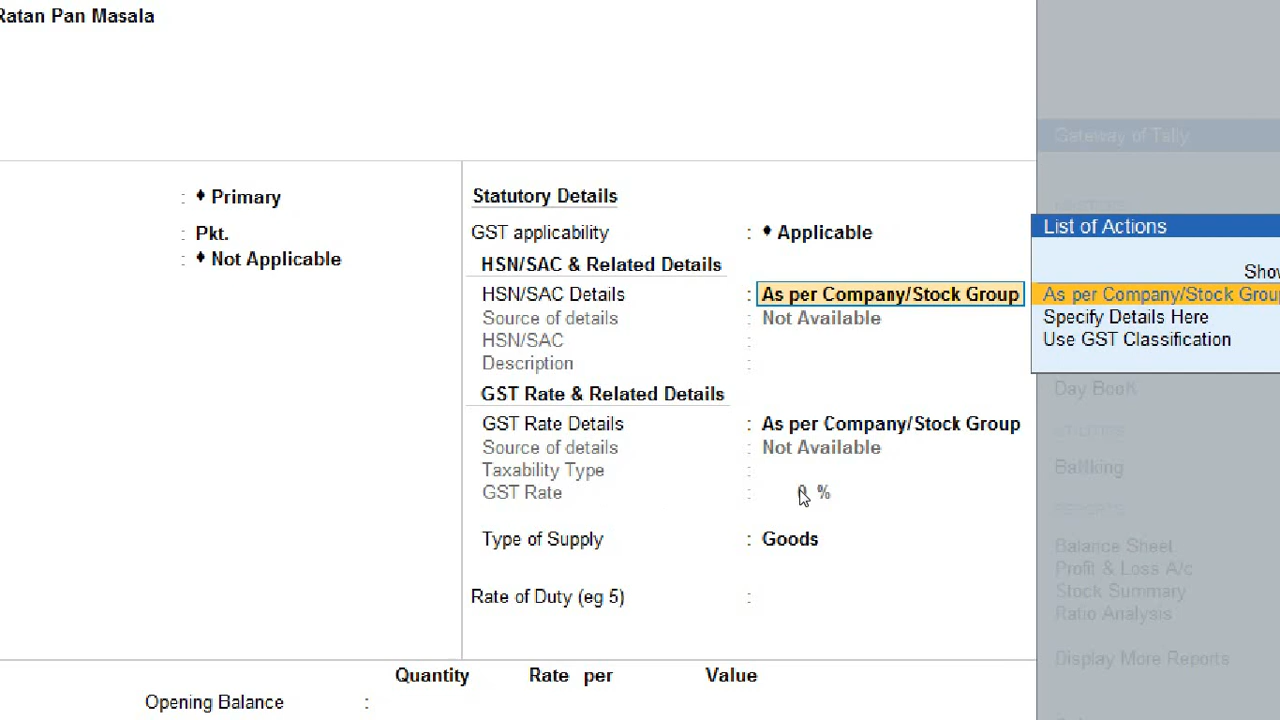 Ratan Pan Masala
Gateway of Tally
: ♦ Primary
: Pkt.
: ♦ Not Applicable
Statutory Details
GST applicability : ♦ Applicable
HSN/SAC & Related Details
HSN/SAC Details : As per Company/Stock Group
Source of details : Not Available
HSN/SAC :
Description :
GST Rate & Related Details
GST Rate Details : As per Company/Stock Group
Source of details : Not Available
Taxability Type :
GST Rate : 0 %
Type of Supply : Goods
Rate of Duty (eg 5) :
MASTERS
List of Actions
Show
As per Company/Stock Group
Specify Details Here
Use GST Classification
Day Book
UTILITIES
Banking
REPORTS
Balance Sheet
Profit & Loss A/c
Stock Summary
Ratio Analysis
Display More Reports
Quantity Rate per Value
Opening Balance :